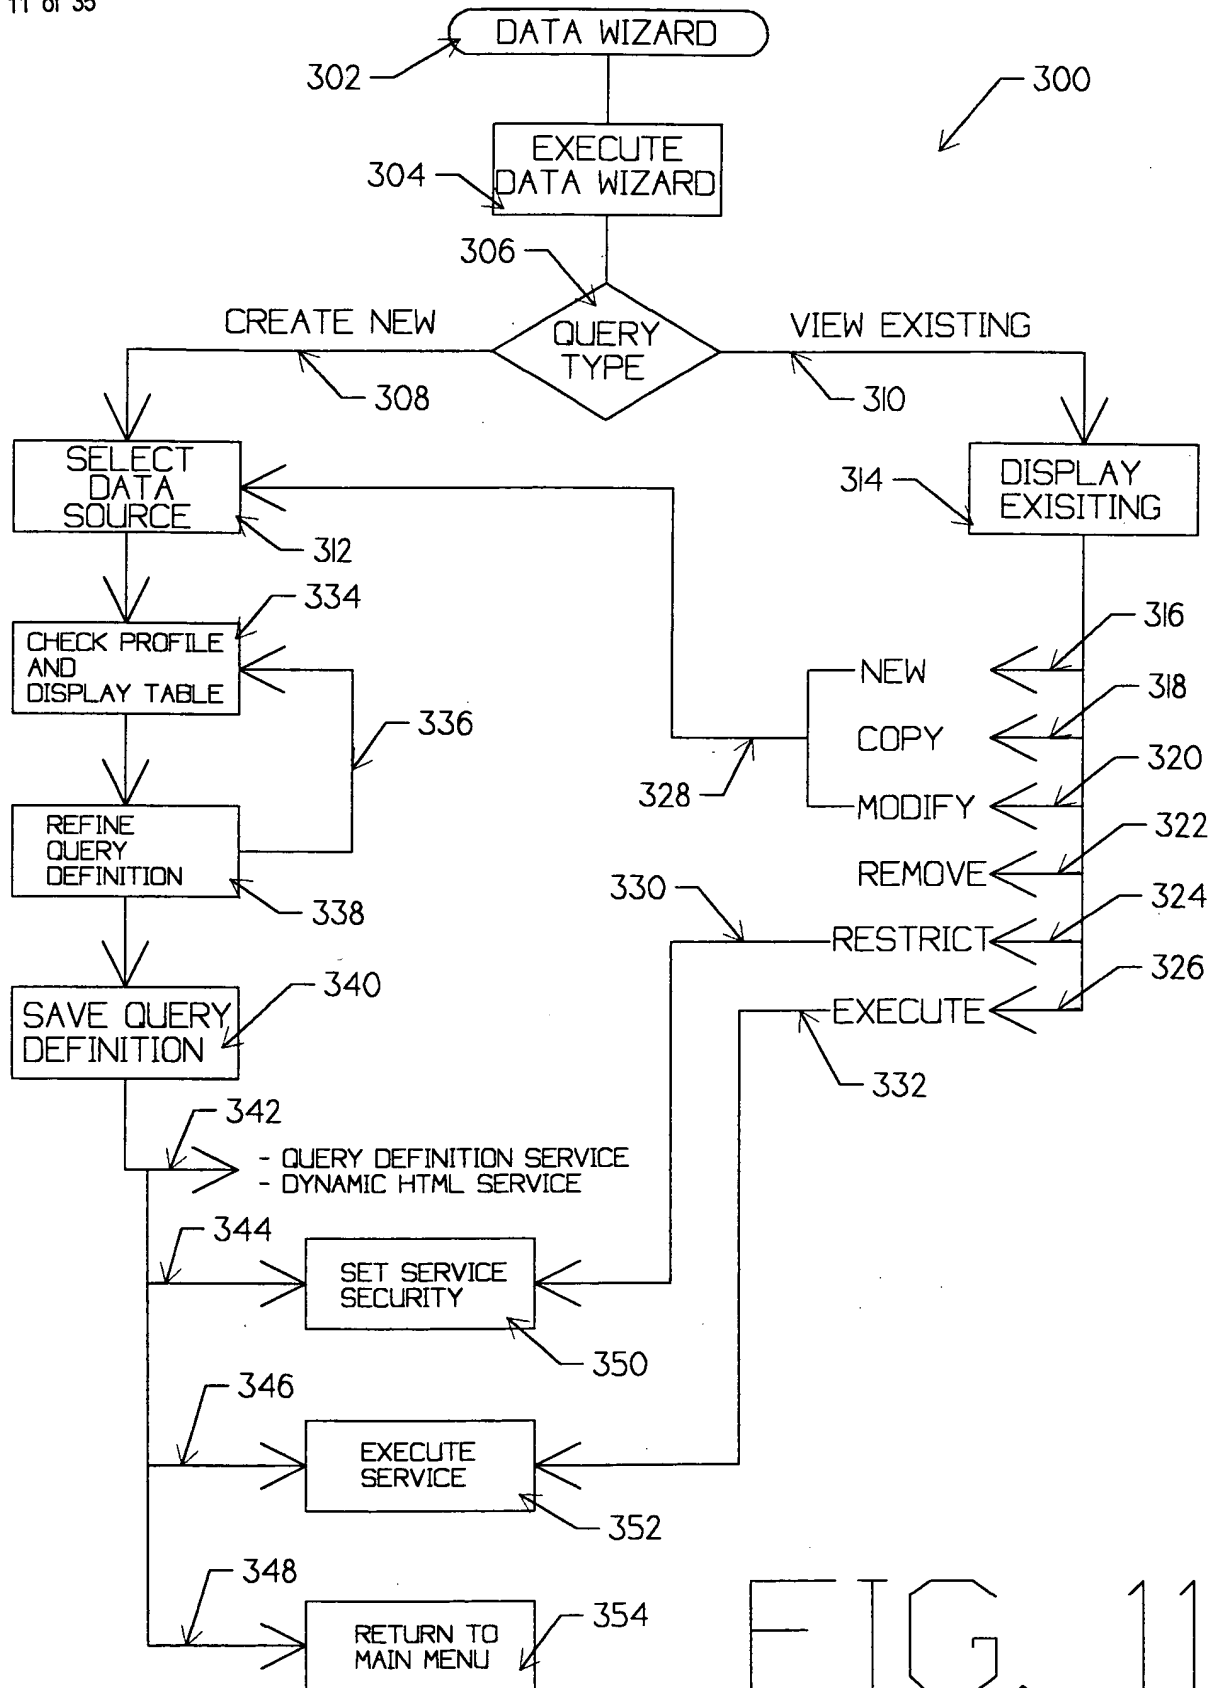 11 of 35
DATA WIZARD
302
300
EXECUTE
DATA WIZARD
304
306
CREATE NEW
QUERY
TYPE
VIEW EXISTING
308
310
SELECT
DATA
SOURCE
312
314
DISPLAY
EXISITING
334
CHECK PROFILE
AND
DISPLAY TABLE
336
316
NEW
318
COPY
320
328
MODIFY
322
REFINE
QUERY
DEFINITION
338
REMOVE
330
324
RESTRICT
326
340
SAVE QUERY
DEFINITION
EXECUTE
332
342
- QUERY DEFINITION SERVICE
- DYNAMIC HTML SERVICE
344
SET SERVICE
SECURITY
350
346
EXECUTE
SERVICE
352
348
RETURN TO
MAIN MENU
354
FIG. 11